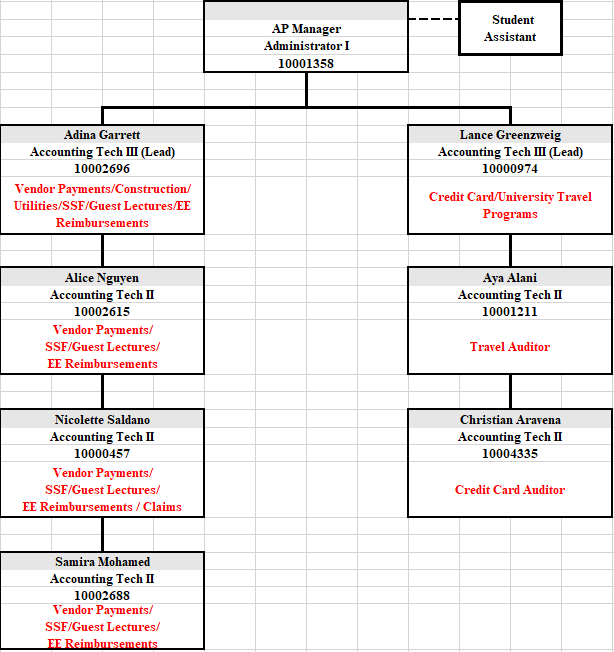 AP Manager
Administrator I
10001358
Student
Assistant
Adina Garrett
Accounting Tech III (Lead)
10002696
Vendor Payments/Construction/
Utilities/SSF/Guest Lectures/EE
Reimbursements
Lance Greenzweig
Accounting Tech III (Lead)
10000974
Credit Card/University Travel
Programs
Alice Nguyen
Accounting Tech II
10002615
Vendor Payments/
SSF/Guest Lectures/
EE Reimbursements
Aya Alani
Accounting Tech II
10001211
Travel Auditor
Nicolette Saldano
Accounting Tech II
10000457
Vendor Payments/
SSF/Guest Lectures/
EE Reimbursements / Claims
Christian Aravena
Accounting Tech II
10004335
Credit Card Auditor
Samira Mohamed
Accounting Tech II
10002688
Vendor Payments/
SSF/Guest Lectures/
EE Reimbursements